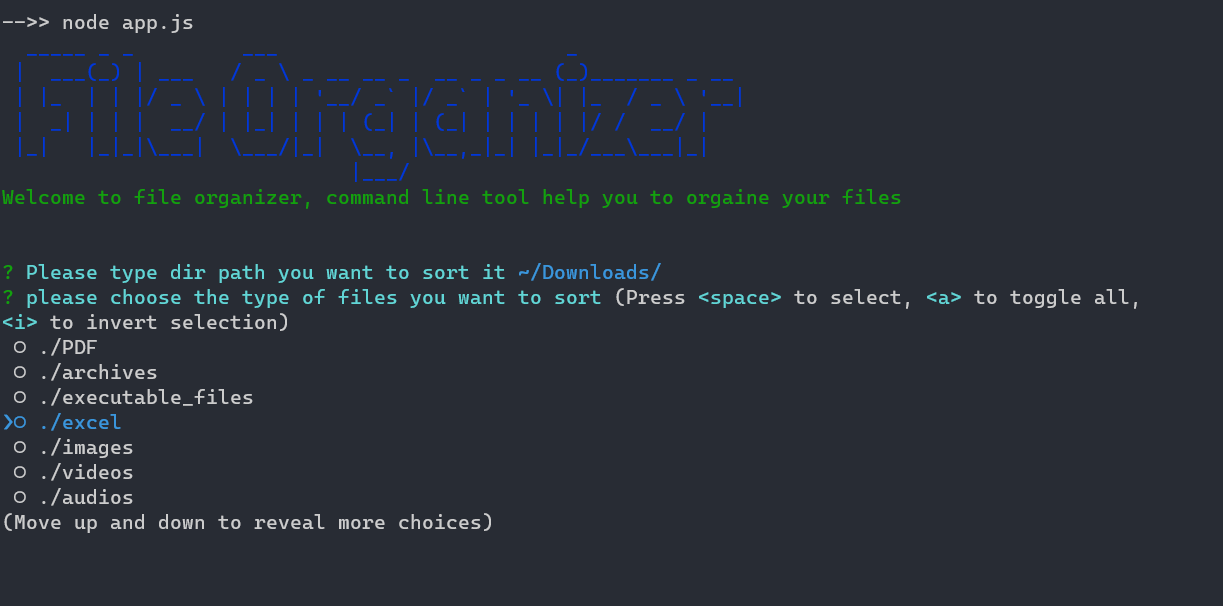 -->> node app.js
File Organizer
Welcome to file organizer, command line tool help you to orgaine your files
? Please type dir path you want to sort it ~/Downloads/
? please choose the type of files you want to sort (Press <space> to select, <a> to toggle all,
<i> to invert selection)
○ ./PDF
○ ./archives
○ ./executable_files
❯○ ./excel
○ ./images
○ ./videos
○ ./audios
(Move up and down to reveal more choices)